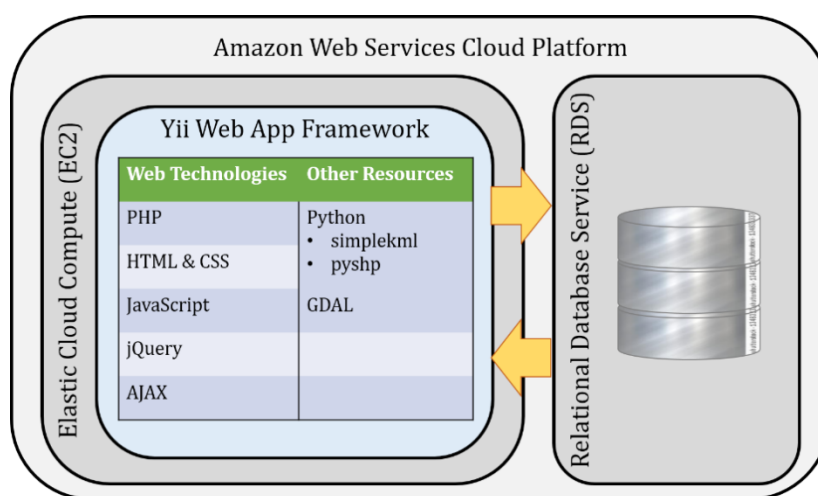 Amazon Web Services Cloud Platform
Elastic Cloud Compute (EC2)
Yii Web App Framework
Web Technologies
Other Resources
PHP
Python
• simplekml
• pyshp
HTML & CSS
JavaScript
GDAL
jQuery
AJAX
Relational Database Service (RDS)